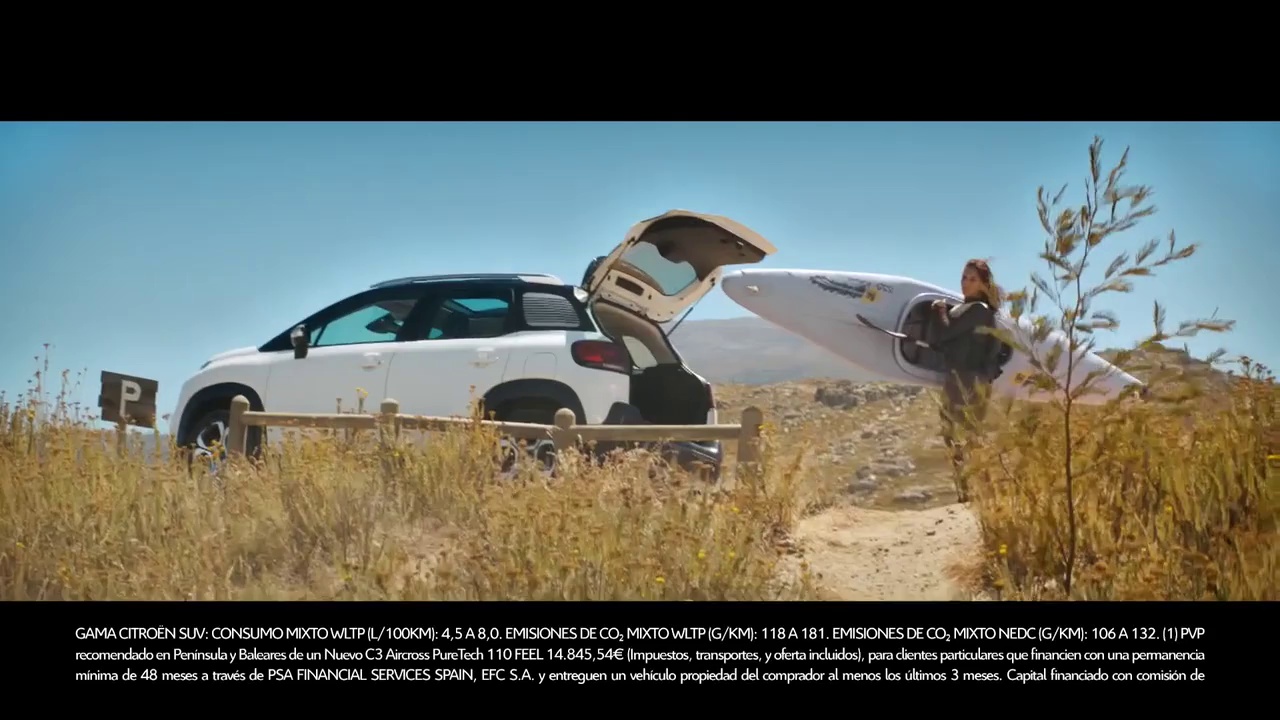 P
GAMA CITROËN SUV: CONSUMO MIXTO WLTP (L/100KM): 4,5 A 8,0. EMISIONES DE CO₂ MIXTO WLTP (G/KM): 118 A 181. EMISIONES DE CO₂ MIXTO NEDC (G/KM): 106 A 132. (1) PVP
recomendado en Península y Baleares de un Nuevo C3 Aircross PureTech 110 FEEL 14.845,54€ (Impuestos, transportes, y oferta incluidos), para clientes particulares que financien con una permanencia
mínima de 48 meses a través de PSA FINANCIAL SERVICES SPAIN, EFC S.A. y entreguen un vehículo propiedad del comprador al menos los últimos 3 meses. Capital financiado con comisión de